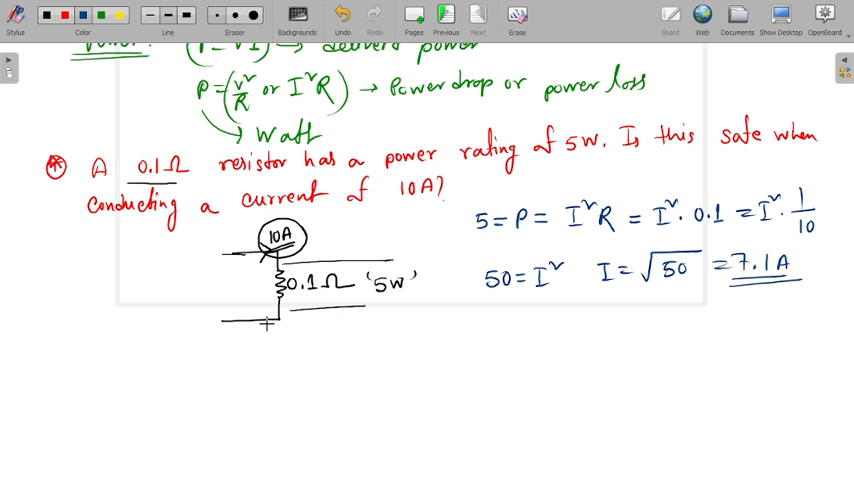 Stylus
Color
Line
Eraser
Backgrounds
Undo
Redo
Pages
Previous
Next
Erase
Board
Web
Documents
Show Desktop
OpenBoard
(P = VI) → delivers power
P = (V²/R or I²R) → Power drop or power loss
→ Watt
* A 0.1Ω resistor has a power rating of 5W. Is this safe when
conducting a current of 10A?
10A
0.1Ω '5W'
5 = P = I²R = I². 0.1 = I². 1/10
50 = I² I = √50 = 7.1A